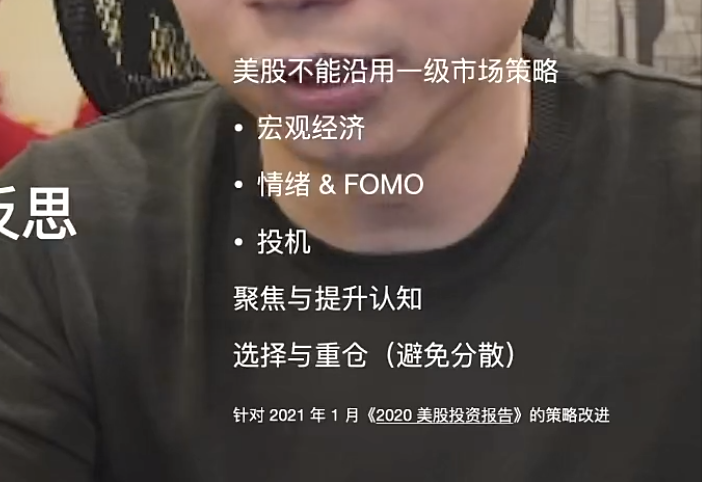 美股不能沿用一级市场策略
• 宏观经济
• 情绪 & FOMO
• 投机
反思
聚焦与提升认知
选择与重仓（避免分散）
针对 2021 年 1 月《2020 美股投资报告》的策略改进